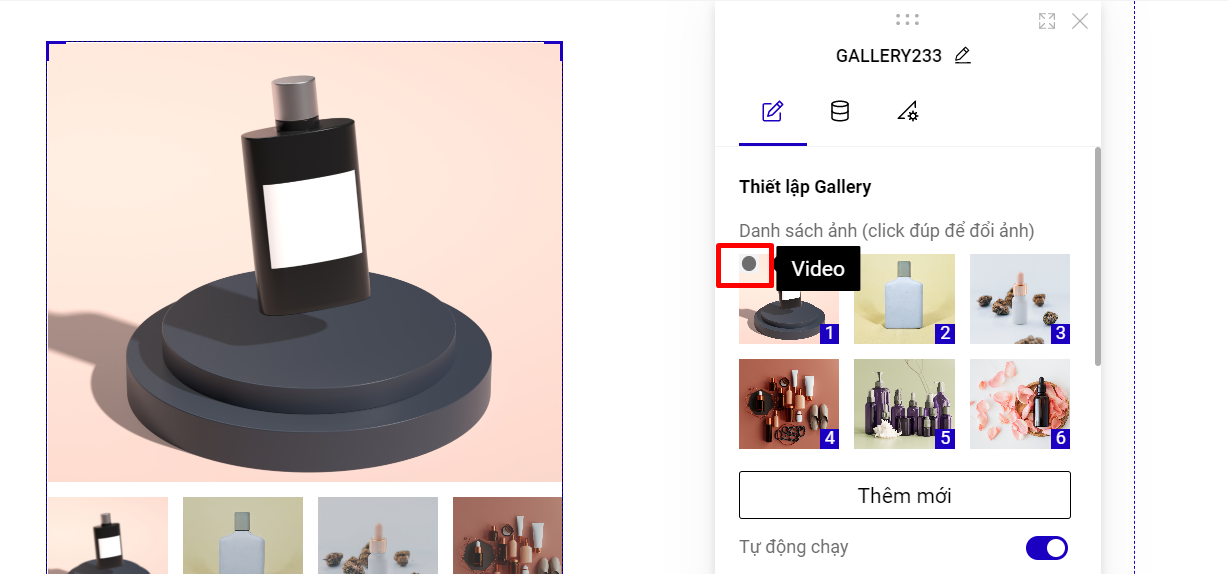 GALLERY233
Thiết lập Gallery
Danh sách ảnh (click đúp để đổi ảnh)
Video
1
2
3
4
5
6
Thêm mới
Tự động chạy